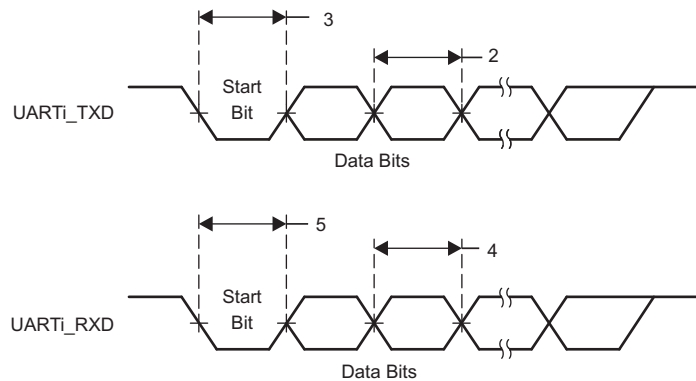 3
2
Start
Bit
UARTi_TXD
Data Bits
5
4
Start
Bit
UARTi_RXD
Data Bits